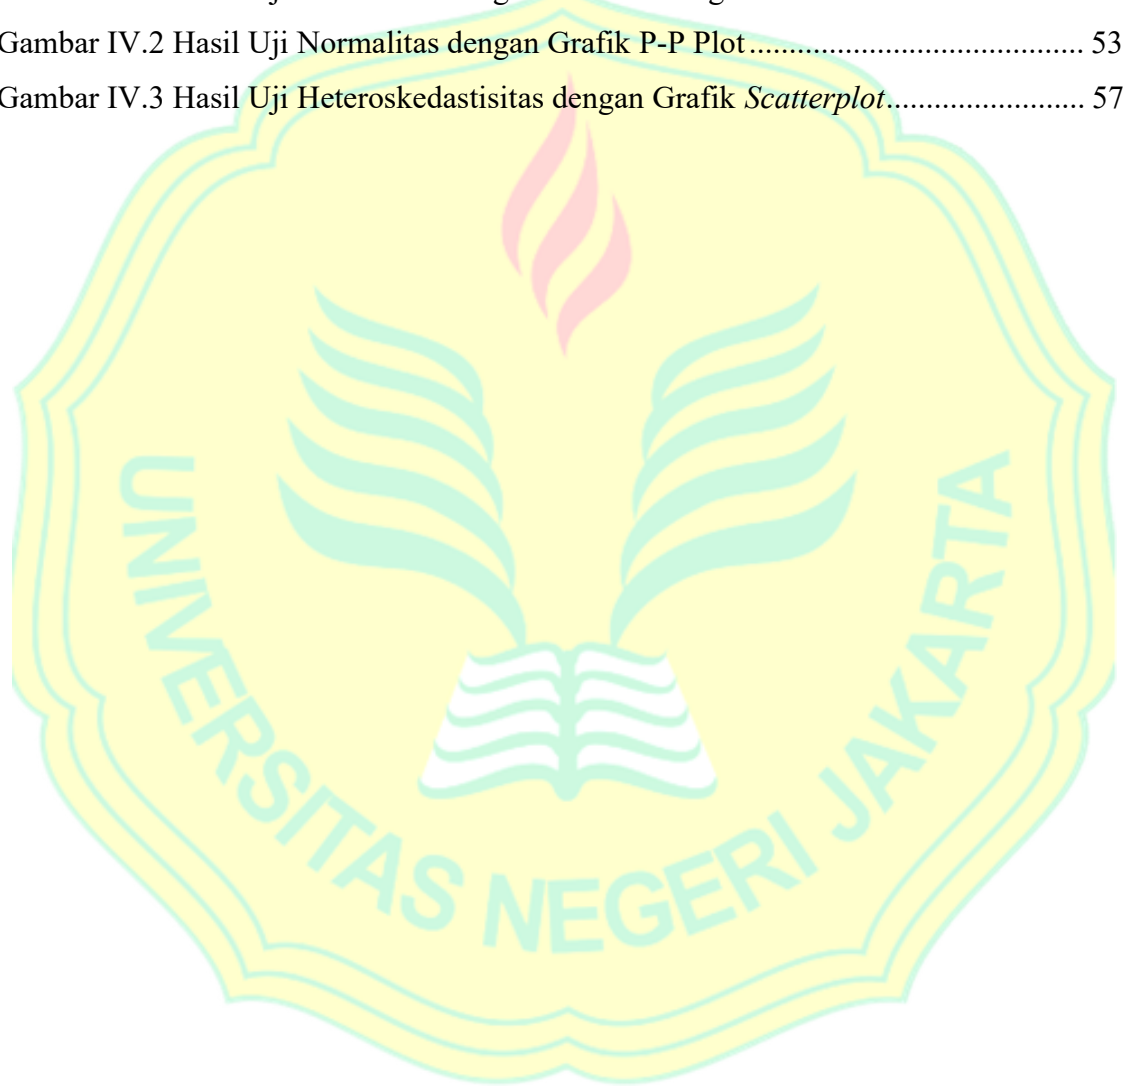 Gambar IV.2 Hasil Uji Normalitas dengan Grafik P-P Plot.......................................... 53
Gambar IV.3 Hasil Uji Heteroskedastisitas dengan Grafik Scatterplot......................... 57
UNIVERSITAS NEGERI JAKARTA